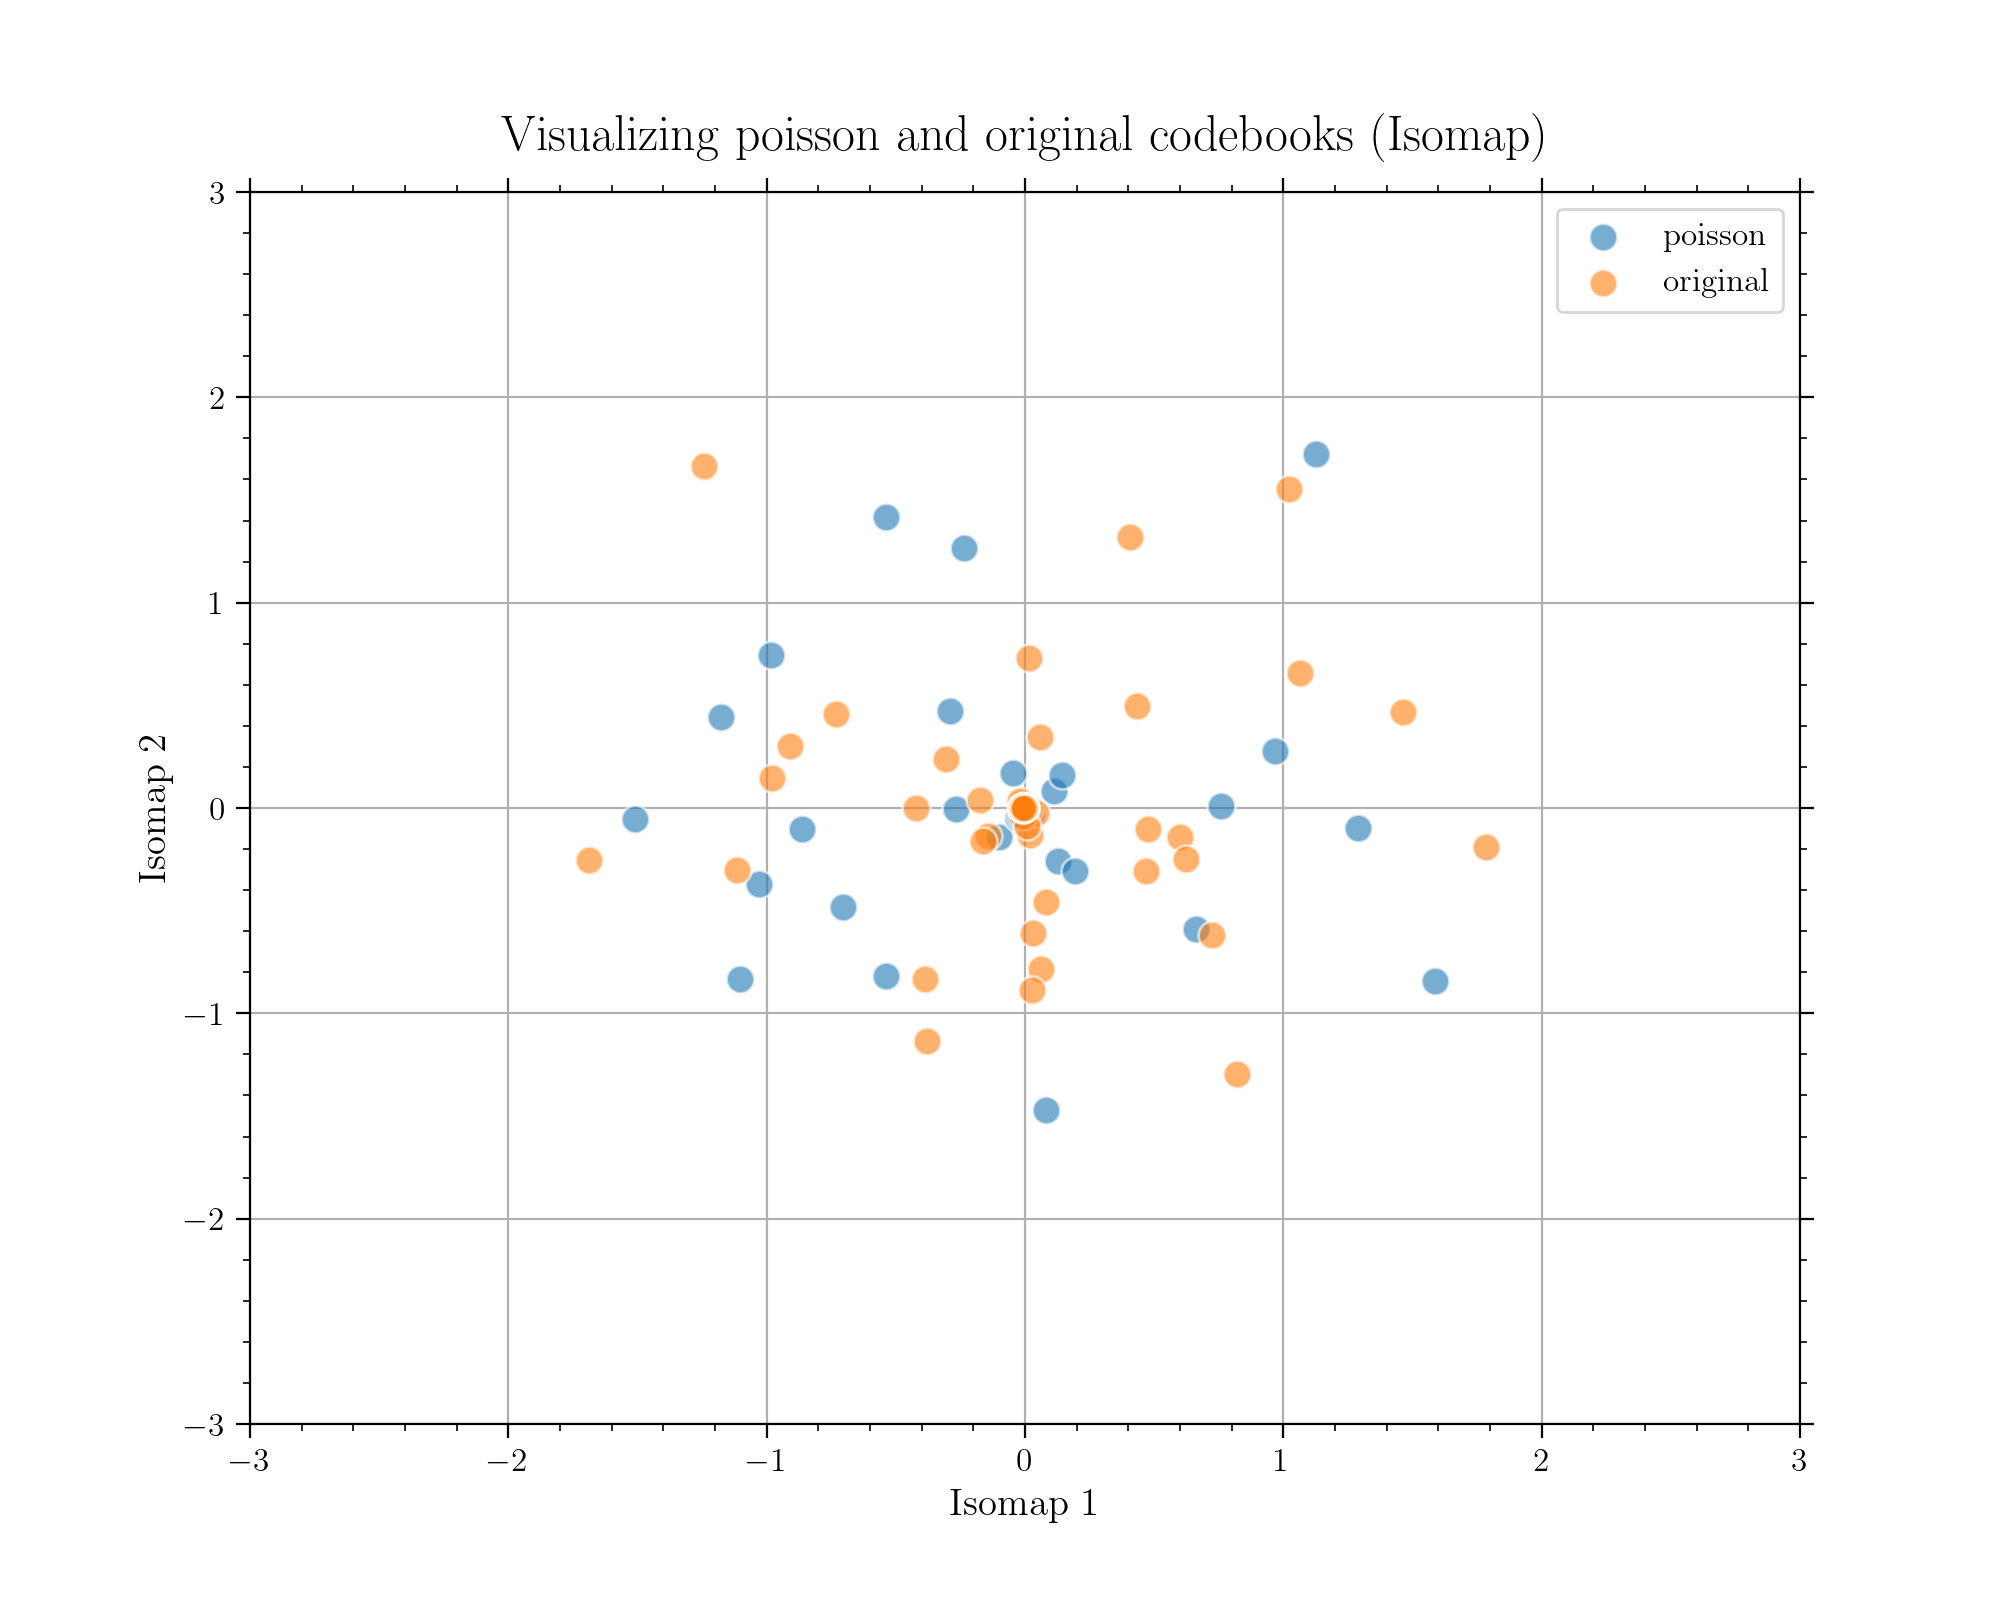 Visualizing poisson and original codebooks (Isomap)
poisson
original
3
2
1
0
−1
−2
−3
Isomap 2
−3 −2 −1 0 1 2 3
Isomap 1